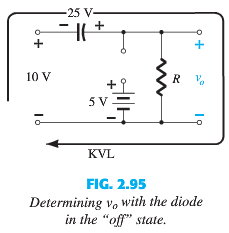 25 V
− +
+ +
10 V R vₒ
+
5 V
−
− −
KVL
FIG. 2.95
Determining vₒ with the diode
in the “off” state.